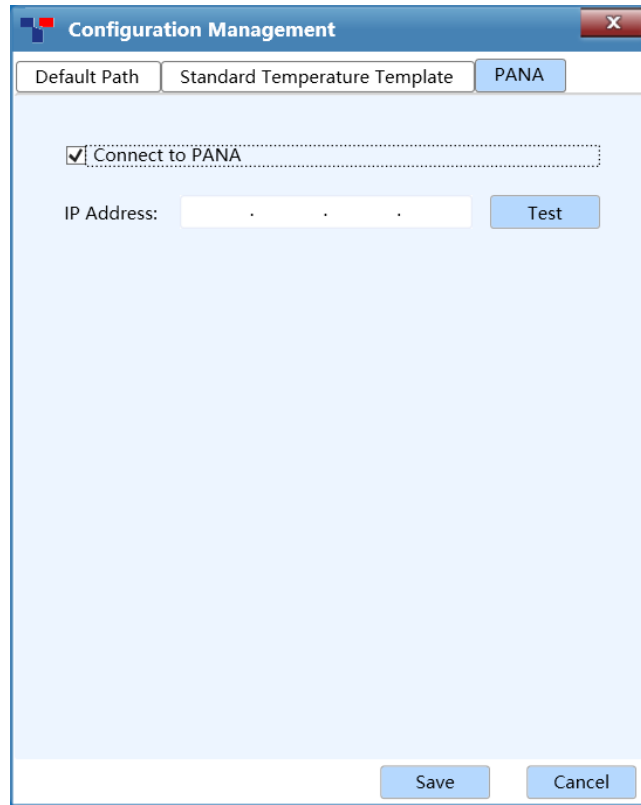 Configuration Management
x
Default Path Standard Temperature Template PANA
Connect to PANA
IP Address: . . . Test
Save Cancel